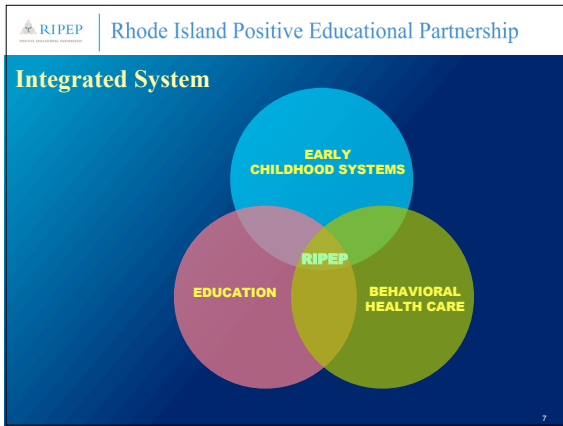 RIPEP
POSITIVE EDUCATIONAL PARTNERSHIP
Rhode Island Positive Educational Partnership
Integrated System
EARLY
CHILDHOOD SYSTEMS
RIPEP
EDUCATION
BEHAVIORAL
HEALTH CARE
7